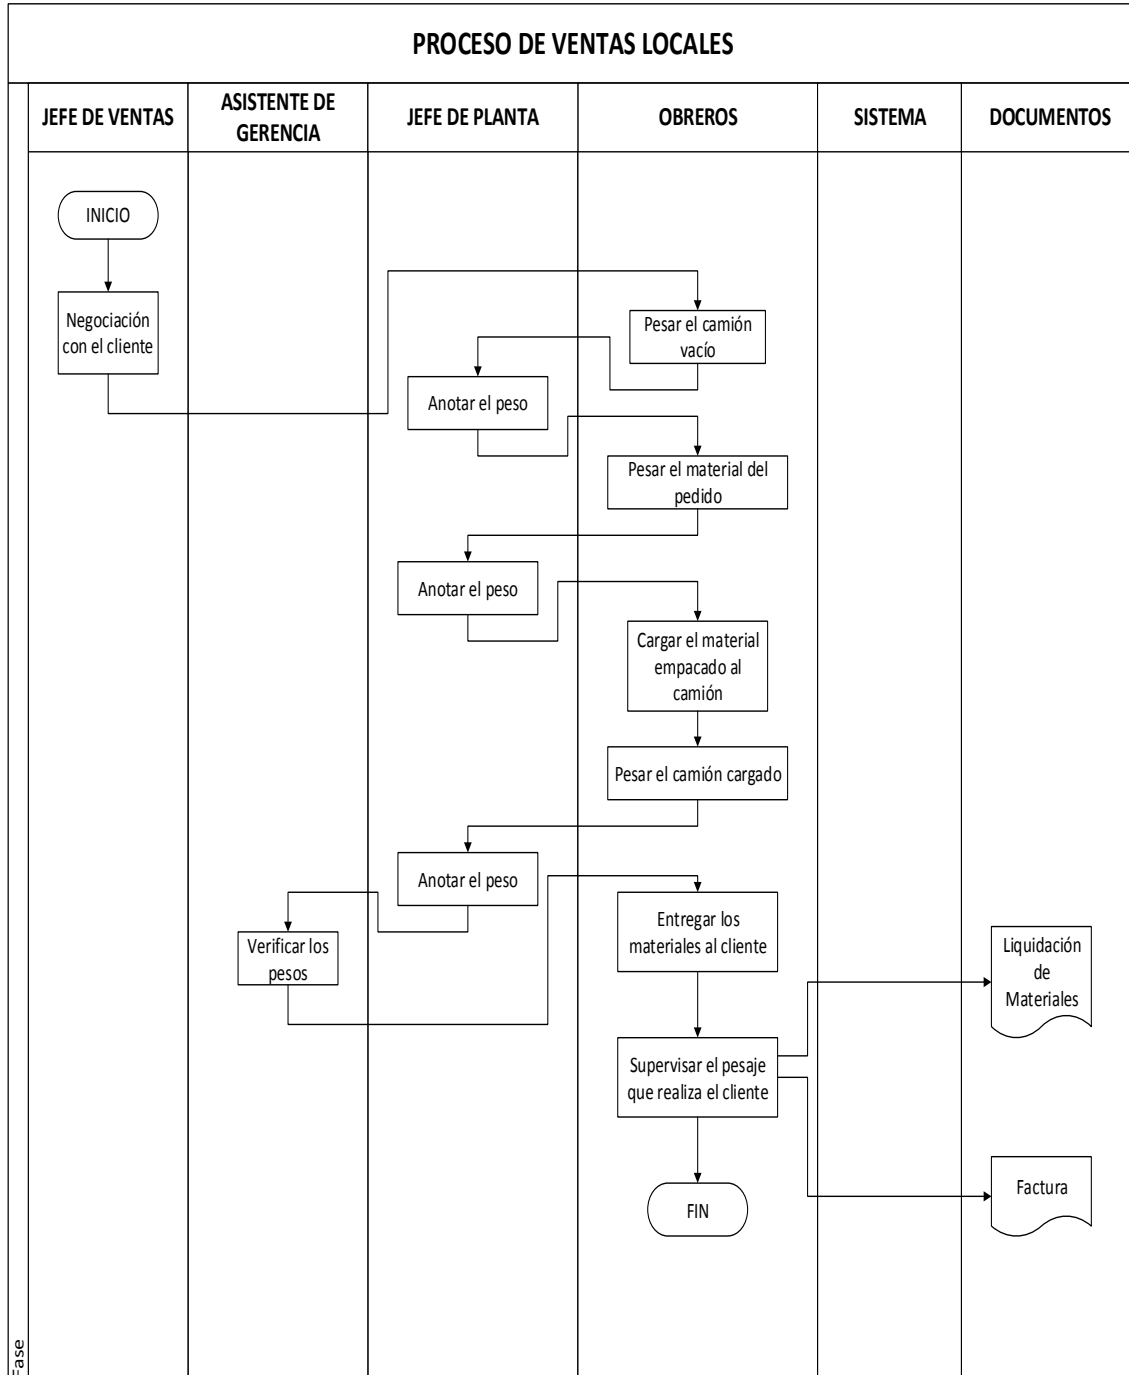 PROCESO DE VENTAS LOCALES
JEFE DE VENTAS
ASISTENTE DE
GERENCIA
JEFE DE PLANTA
OBREROS
SISTEMA
DOCUMENTOS
INICIO
Negociación
con el cliente
Pesar el camión
vacío
Anotar el peso
Pesar el material del
pedido
Anotar el peso
Cargar el material
empacado al
camión
Pesar el camión cargado
Anotar el peso
Verificar los
pesos
Entregar los
materiales al cliente
Liquidación
de
Materiales
Supervisar el pesaje
que realiza el cliente
Factura
FIN
Fase